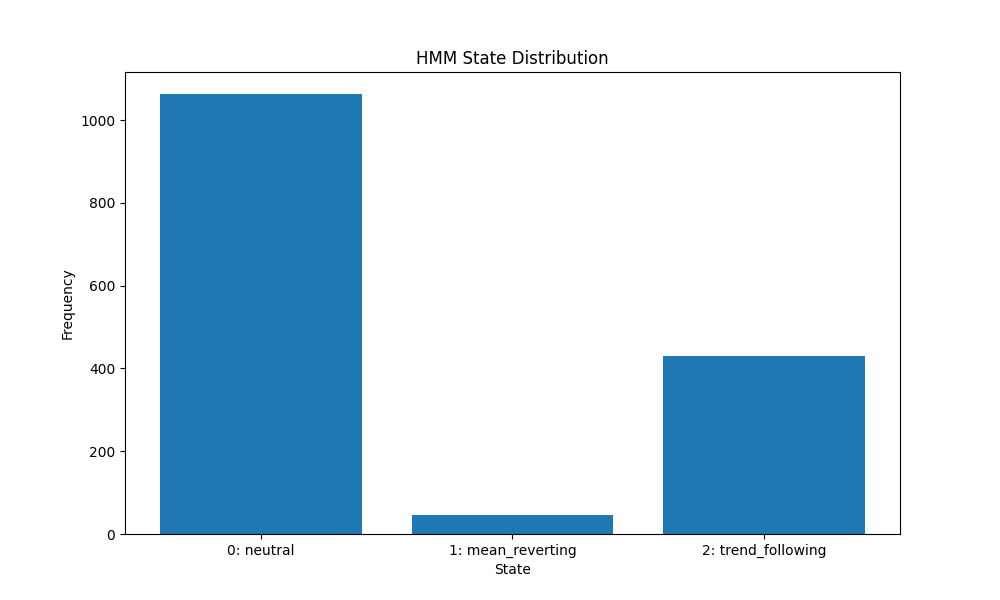 HMM State Distribution
1000
800
600
400
200
0
Frequency
0: neutral
1: mean_reverting
2: trend_following
State